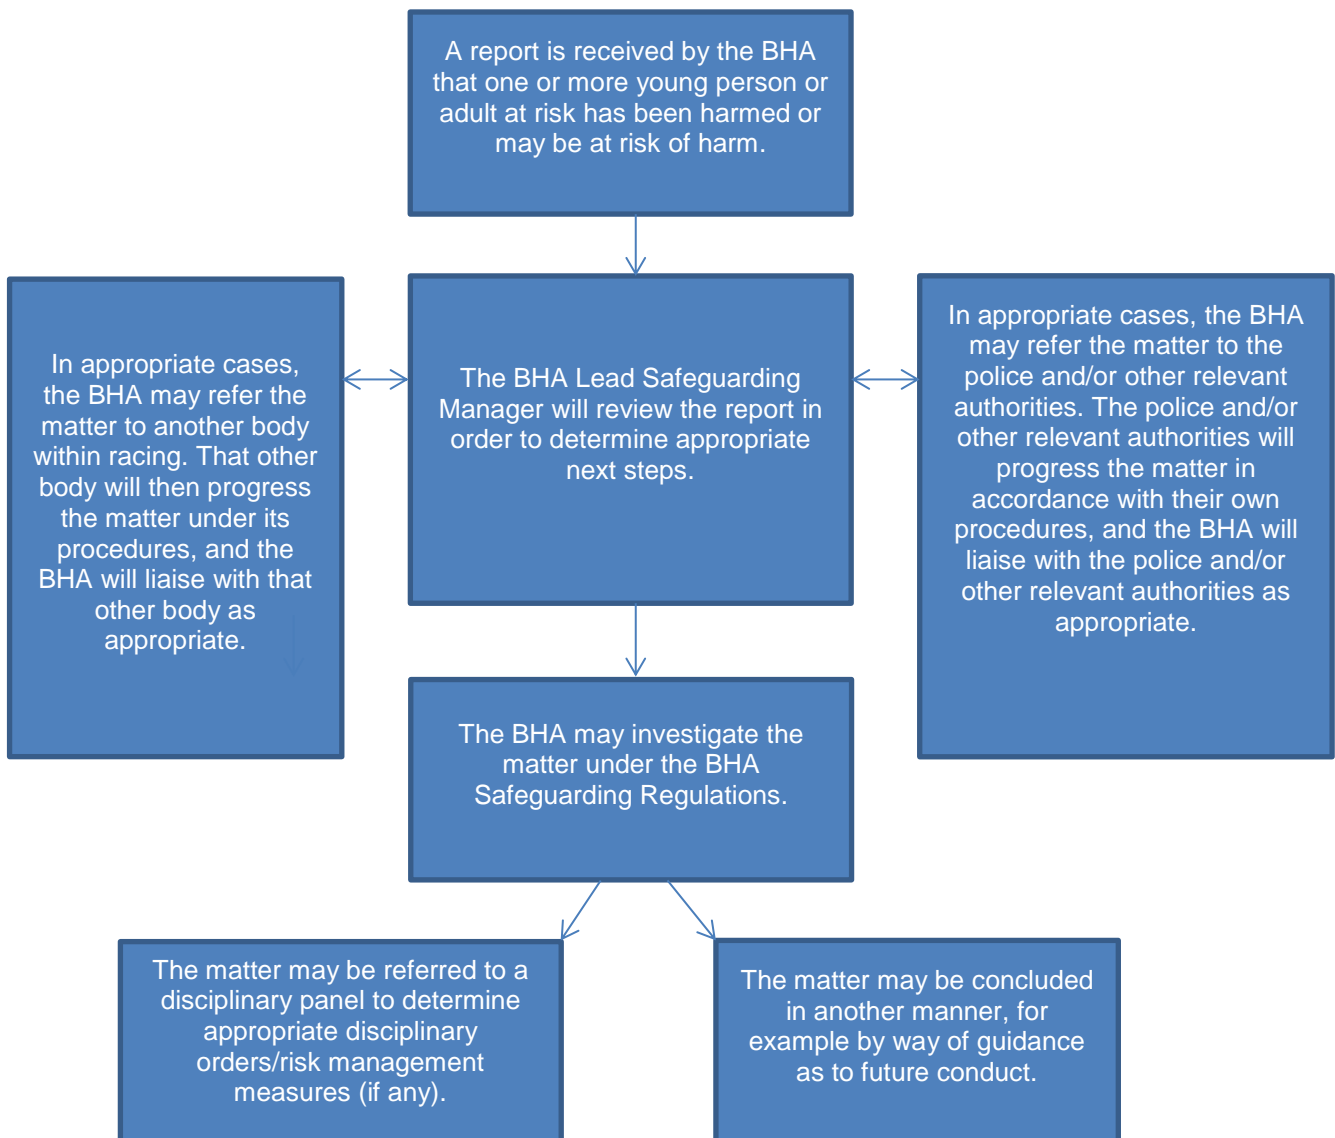 A report is received by the BHA
that one or more young person or
adult at risk has been harmed or
may be at risk of harm.
In appropriate cases,
the BHA may refer the
matter to another body
within racing. That other
body will then progress
the matter under its
procedures, and the
BHA will liaise with that
other body as
appropriate.
The BHA Lead Safeguarding
Manager will review the report in
order to determine appropriate
next steps.
In appropriate cases, the BHA
may refer the matter to the
police and/or other relevant
authorities. The police and/or
other relevant authorities will
progress the matter in
accordance with their own
procedures, and the BHA will
liaise with the police and/or
other relevant authorities as
appropriate.
The BHA may investigate the
matter under the BHA
Safeguarding Regulations.
The matter may be referred to a
disciplinary panel to determine
appropriate disciplinary
orders/risk management
measures (if any).
The matter may be concluded
in another manner, for
example by way of guidance
as to future conduct.